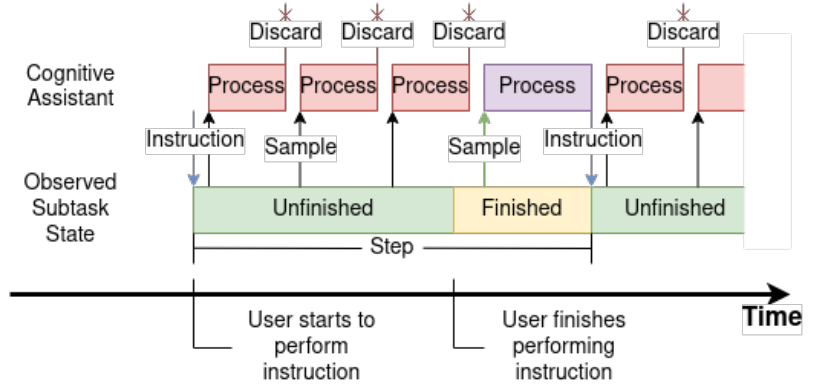 Discard Discard Discard Discard
Cognitive
Assistant
Process Process Process Process Process
Instruction Sample Sample Instruction
Observed
Subtask
State
Unfinished Finished Unfinished
Step
Time
User starts to
perform
instruction
User finishes
performing
instruction